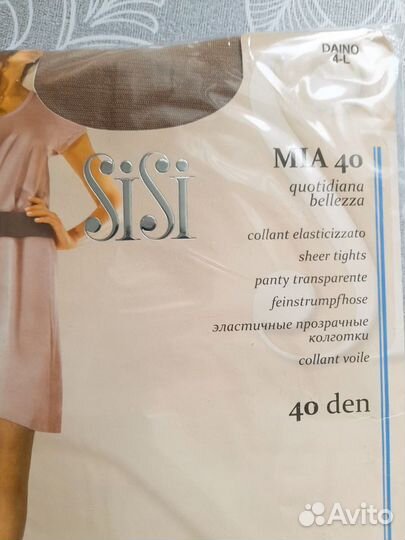 DAINO
4-L
SiSi
MIA 40
quotidiana
bellezza
collant elasticizzato
sheer tights
panty transparente
feinstrumpfhose
эластичные прозрачные
колготки
collant voile
40 den
Avito